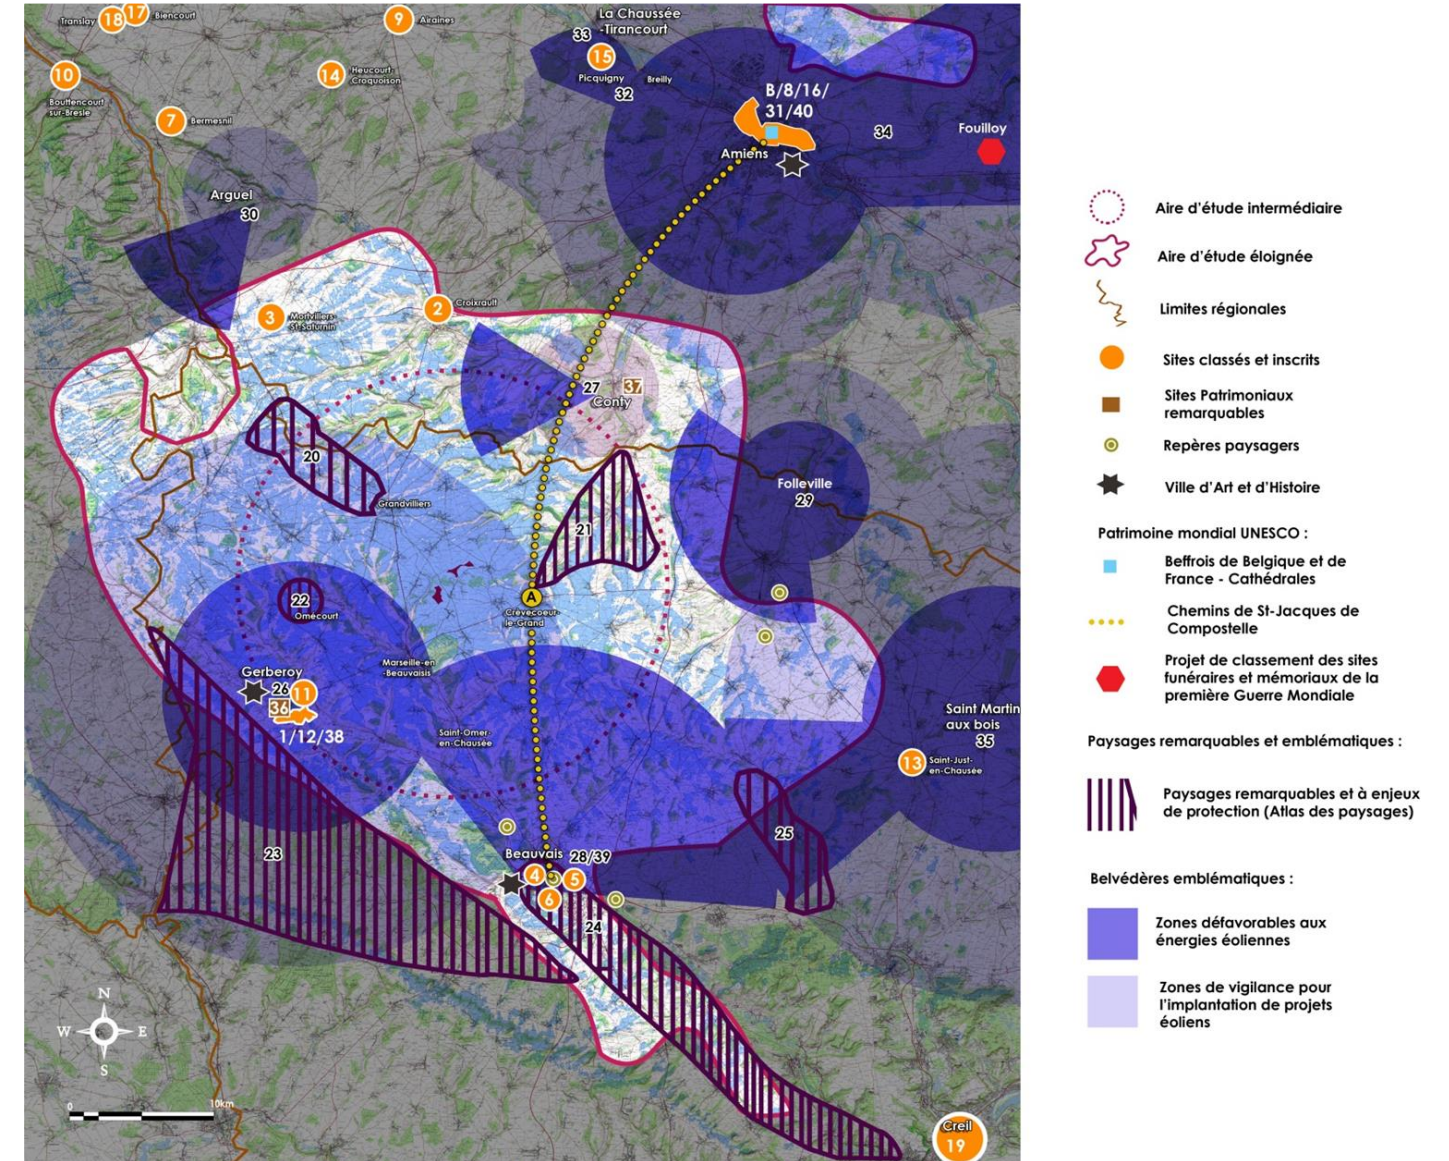 Translay
18
17
Biencourt
9
Airaines
La Chaussée
-Tirancourt
33
15
Picquigny
Breilly
32
10
Bouttencourt
sur-Bresle
14
Heucourt-
Croquoison
7
Bermesnil
B/8/16/
31/40
34
Fouilloy
Amiens
Arguel
30
3
Morvillers-
St-Saturnin
2
Croixrault
27
37
Conty
20
Grandvilliers
21
Folleville
29
22
Omécourt
A
Crèvecoeur-
le-Grand
Marseille-en
-Beauvaisis
Gerberoy
26
11
36
1/12/38
Saint-Omer-
en-Chausée
Saint Martin
aux bois
35
13
Saint-Just-
en-Chausée
25
23
Beauvais
28/39
4
5
6
24
N
W
E
S
0
10km
Creil
19
Aire d'étude intermédiaire
Aire d'étude éloignée
Limites régionales
Sites classés et inscrits
Sites Patrimoniaux
remarquables
Repères paysagers
Ville d'Art et d'Histoire
Patrimoine mondial UNESCO :
Beffrois de Belgique et de
France - Cathédrales
Chemins de St-Jacques de
Compostelle
Projet de classement des sites
funéraires et mémoriaux de la
première Guerre Mondiale
Paysages remarquables et emblématiques :
Paysages remarquables et à enjeux
de protection (Atlas des paysages)
Belvédères emblématiques :
Zones défavorables aux
énergies éoliennes
Zones de vigilance pour
l'implantation de projets
éoliens